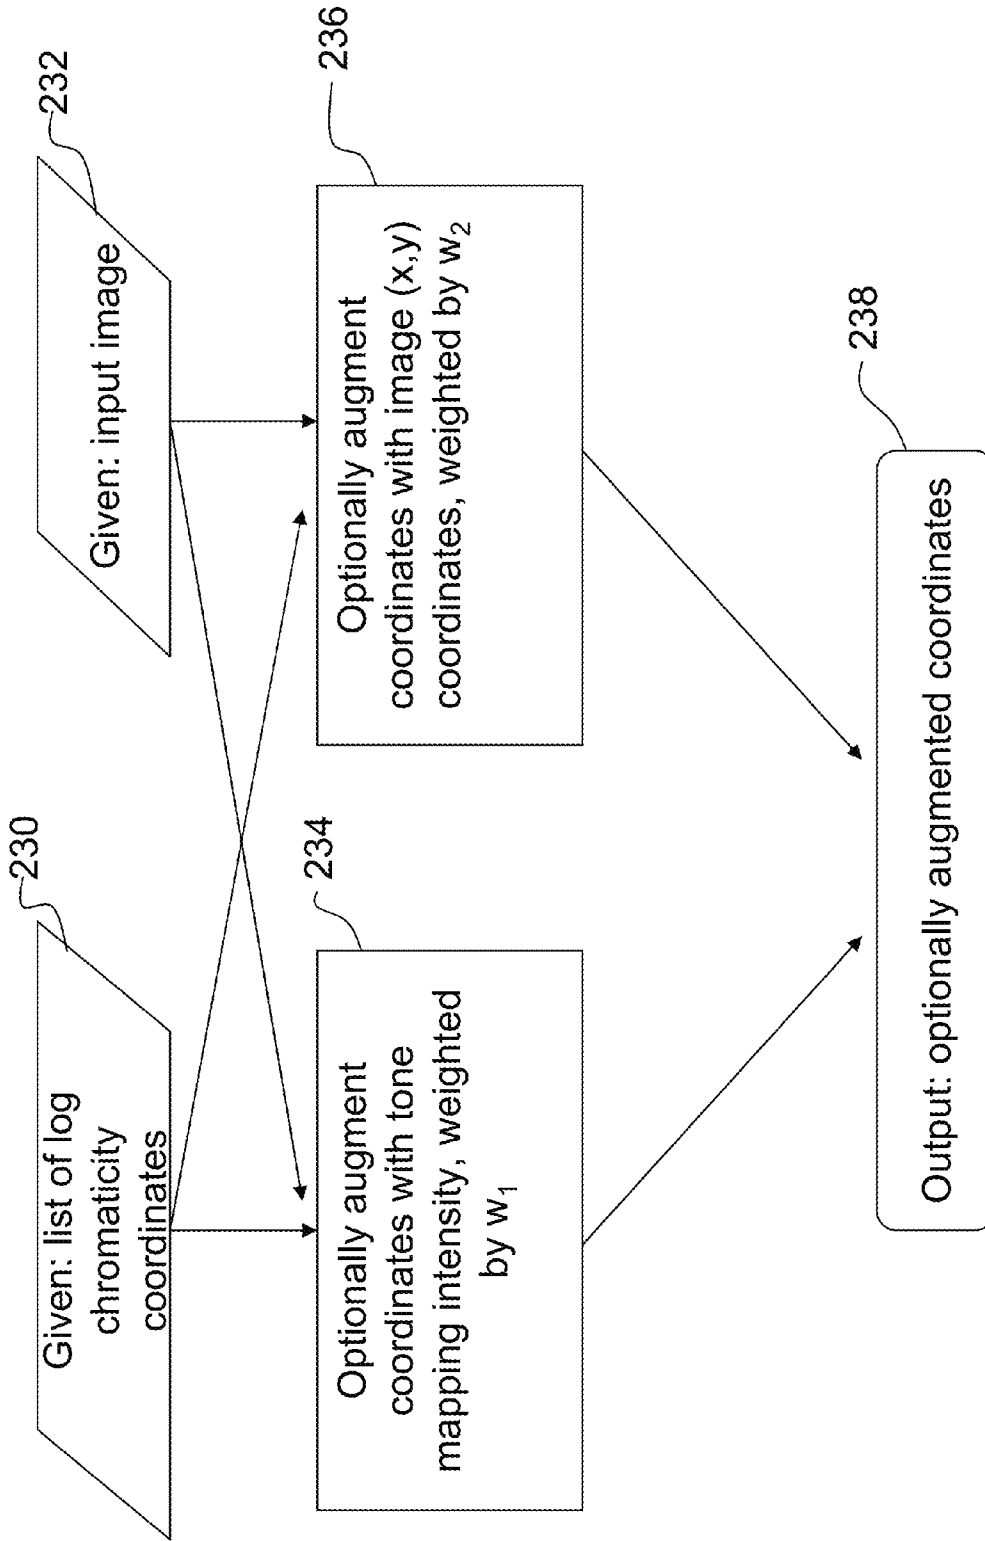 230
Given: list of log
chromaticity
coordinates
232
Given: input image
234
Optionally augment
coordinates with tone
mapping intensity, weighted
by w₁
236
Optionally augment
coordinates with image (x,y)
coordinates, weighted by w₂
238
Output: optionally augmented coordinates